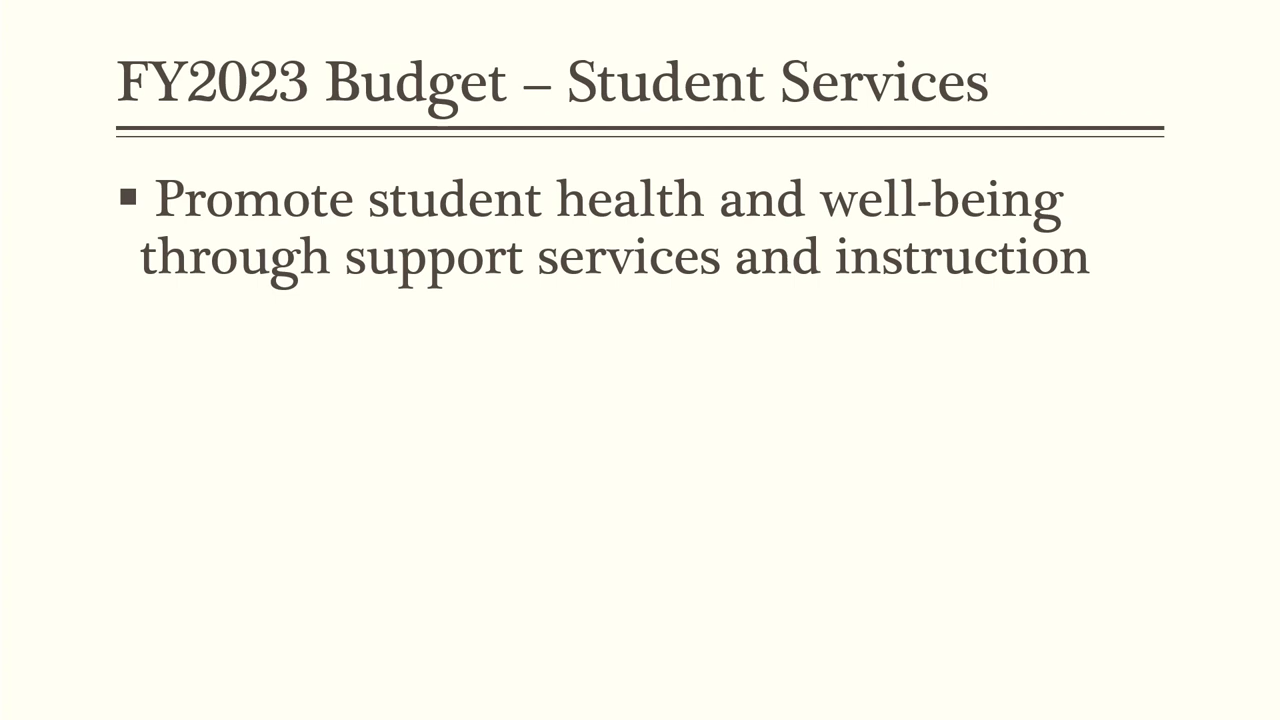 FY2023 Budget – Student Services
▪ Promote student health and well-being
through support services and instruction